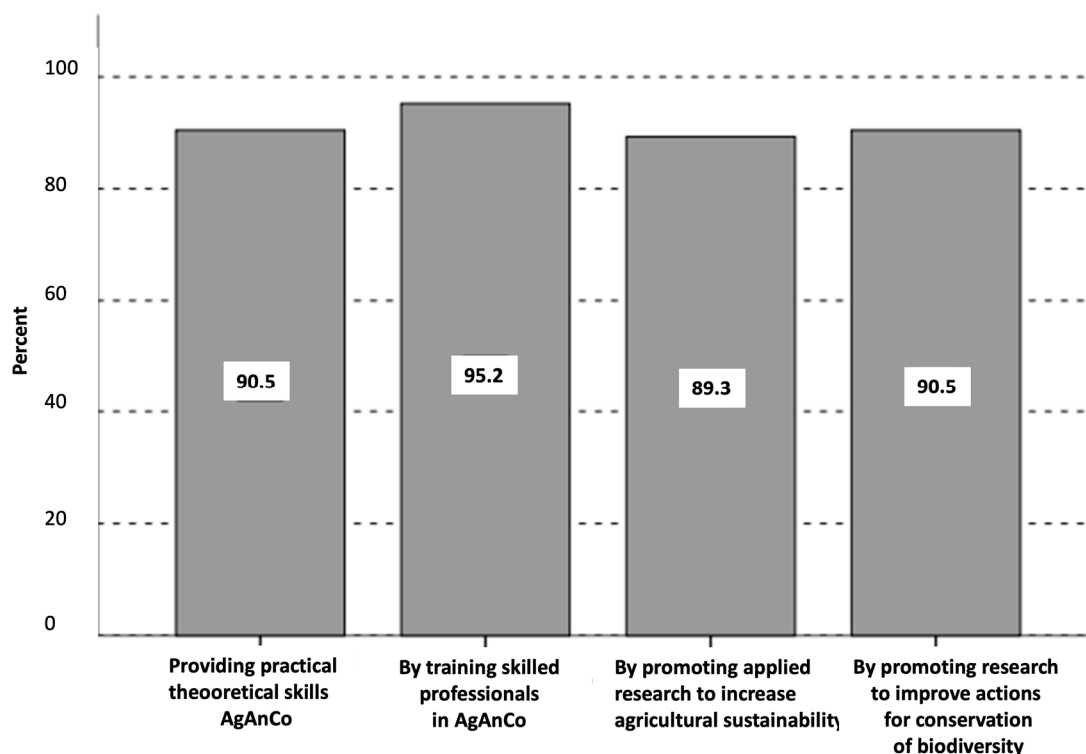 100
80
60
40
20
0
Percent
90.5
95.2
89.3
90.5
Providing practical
theooretical skills
AgAnCo
By training skilled
professionals
in AgAnCo
By promoting applied
research to increase
agricultural sustainability
By promoting research
to improve actions
for conservation
of biodiversity